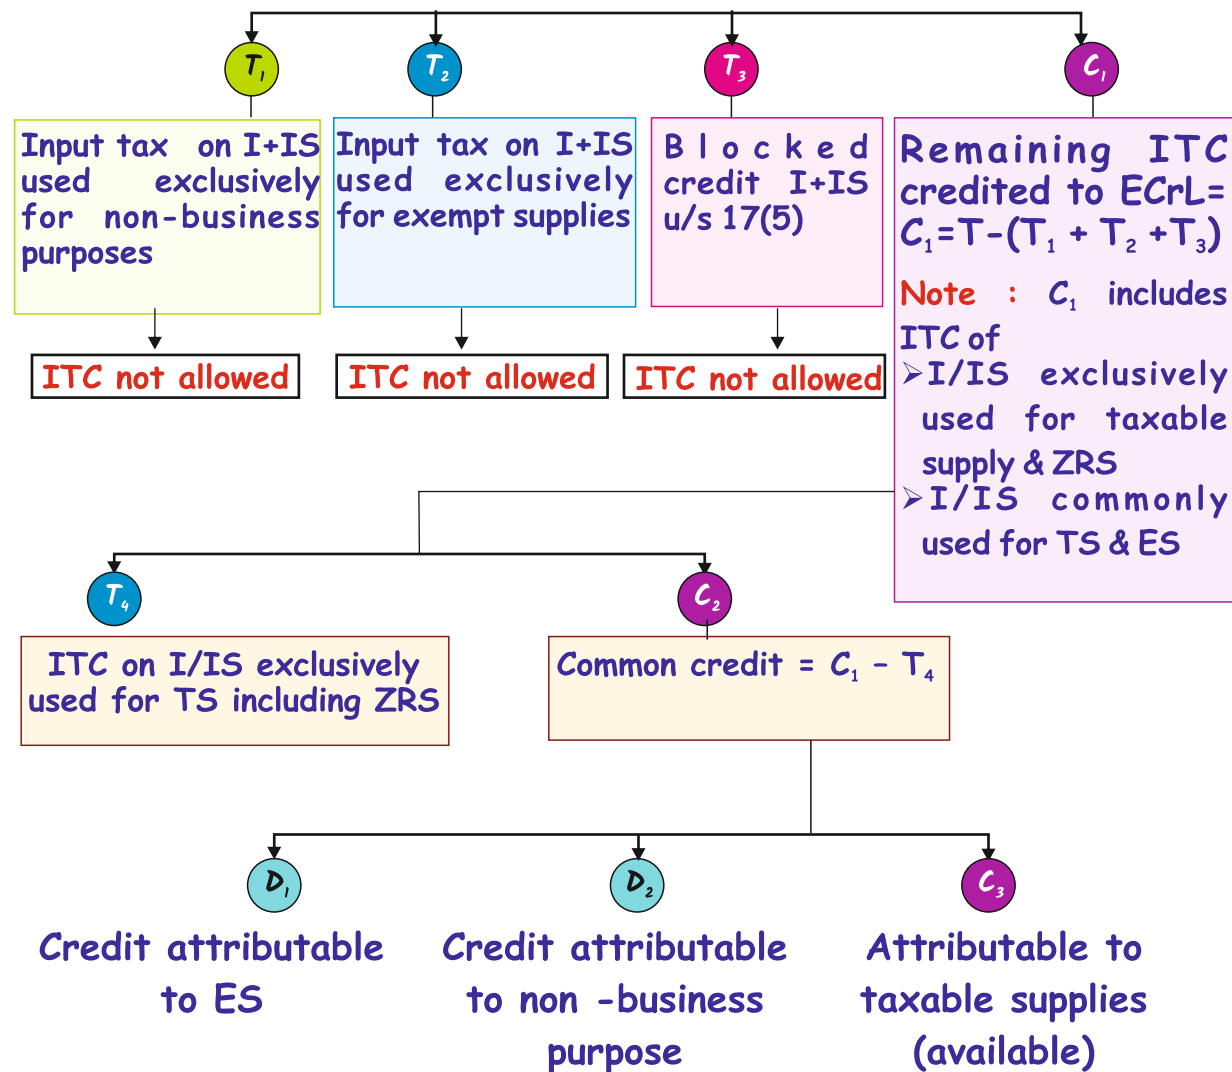 T₁
T₂
T₃
C₁
Input tax on I+IS
used exclusively
for non-business
purposes
Input tax on I+IS
used exclusively
for exempt supplies
Blocked
credit I+IS
u/s 17(5)
Remaining ITC
credited to ECrL=
C₁=T-(T₁ + T₂ +T₃)
Note : C₁ includes
ITC of
➢I/IS exclusively
used for taxable
supply & ZRS
➢I/IS commonly
used for TS & ES
ITC not allowed
ITC not allowed
ITC not allowed
T₄
C₂
ITC on I/IS exclusively
used for TS including ZRS
Common credit = C₁ – T₄
D₁
D₂
C₃
Credit attributable
to ES
Credit attributable
to non -business
purpose
Attributable to
taxable supplies
(available)